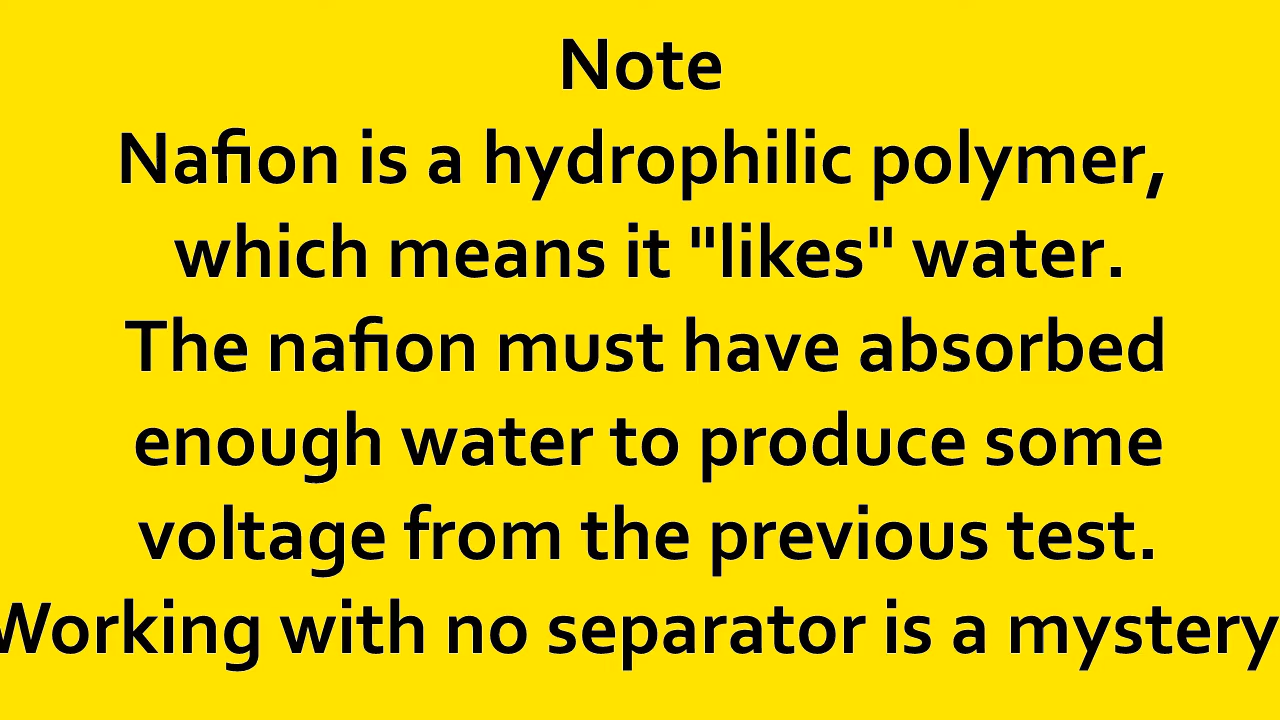 Note
Nafion is a hydrophilic polymer,
which means it "likes" water.
The nafion must have absorbed
enough water to produce some
voltage from the previous test.
Working with no separator is a mystery